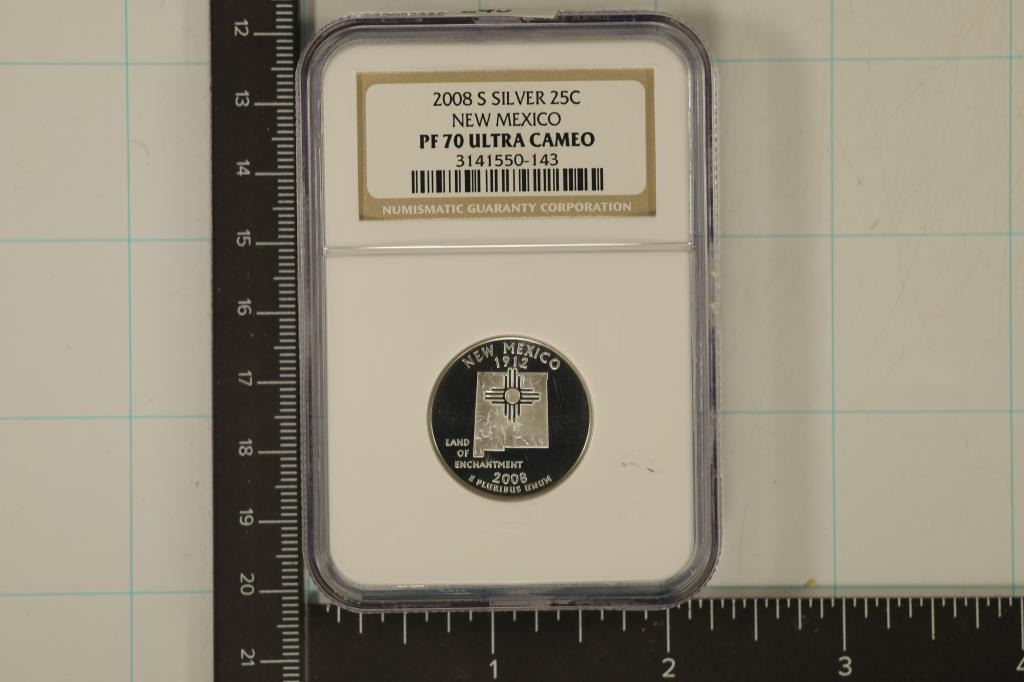 2008 S SILVER 25C
NEW MEXICO
PF 70 ULTRA CAMEO
3141550-143
NUMISMATIC GUARANTY CORPORATION
NEW MEXICO
1912
LAND
OF
ENCHANTMENT
2008
E PLURIBUS UNUM
12
13
14
15
16
17
18
19
20
21
1
2
3
4